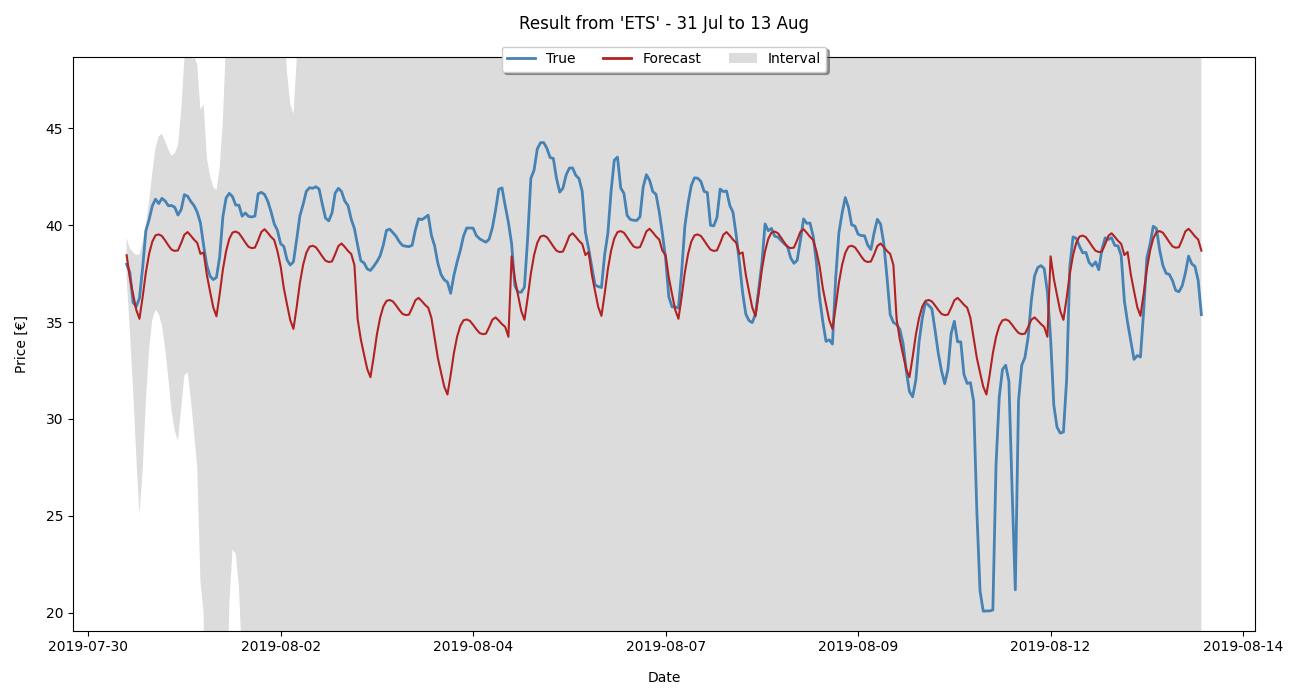 Result from 'ETS' - 31 Jul to 13 Aug
True Forecast Interval
Price [€]
45
40
35
30
25
20
2019-07-30 2019-08-02 2019-08-04 2019-08-07 2019-08-09 2019-08-12 2019-08-14
Date